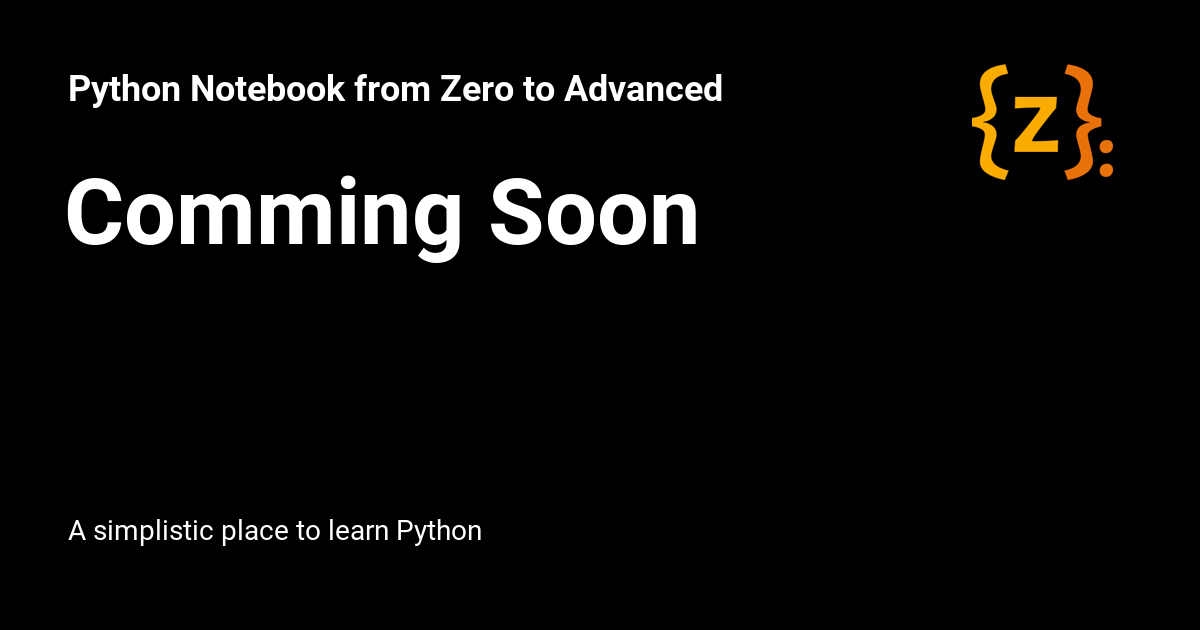 Python Notebook from Zero to Advanced
{z}:
Comming Soon
A simplistic place to learn Python